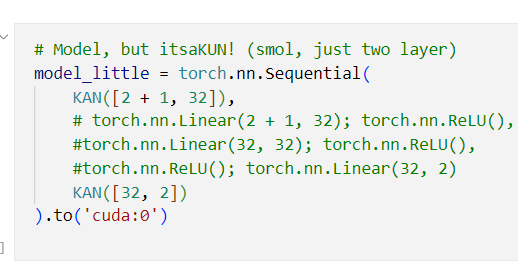 # Model, but itsaKUN! (smol, just two layer)
model_little = torch.nn.Sequential(
    KAN([2 + 1, 32]),
    # torch.nn.Linear(2 + 1, 32); torch.nn.ReLU(),
    #torch.nn.Linear(32, 32); torch.nn.ReLU(),
    #torch.nn.ReLU(); torch.nn.Linear(32, 2)
    KAN([32, 2])
).to('cuda:0')
]